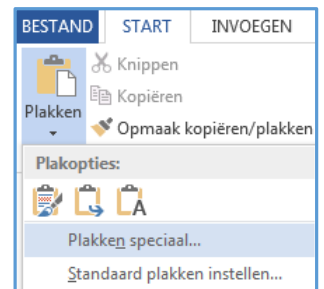 BESTAND START INVOEGEN
Knippen
Kopiëren
Plakken
Opmaak kopiëren/plakken
Plakopties:
A
Plakken speciaal...
Standaard plakken instellen...